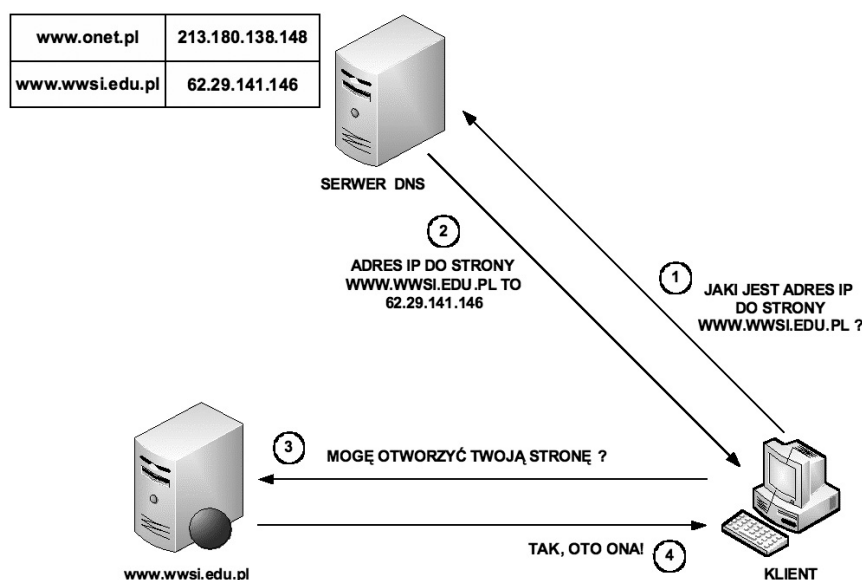 www.onet.pl 213.180.138.148
www.wwsi.edu.pl 62.29.141.146
SERWER DNS
2
ADRES IP DO STRONY
WWW.WWSI.EDU.PL TO
62.29.141.146
1
JAKI JEST ADRES IP
DO STRONY
WWW.WWSI.EDU.PL ?
3
MOGĘ OTWORZYĆ TWOJĄ STRONĘ ?
TAK, OTO ONA!
4
www.wwsi.edu.pl
KLIENT